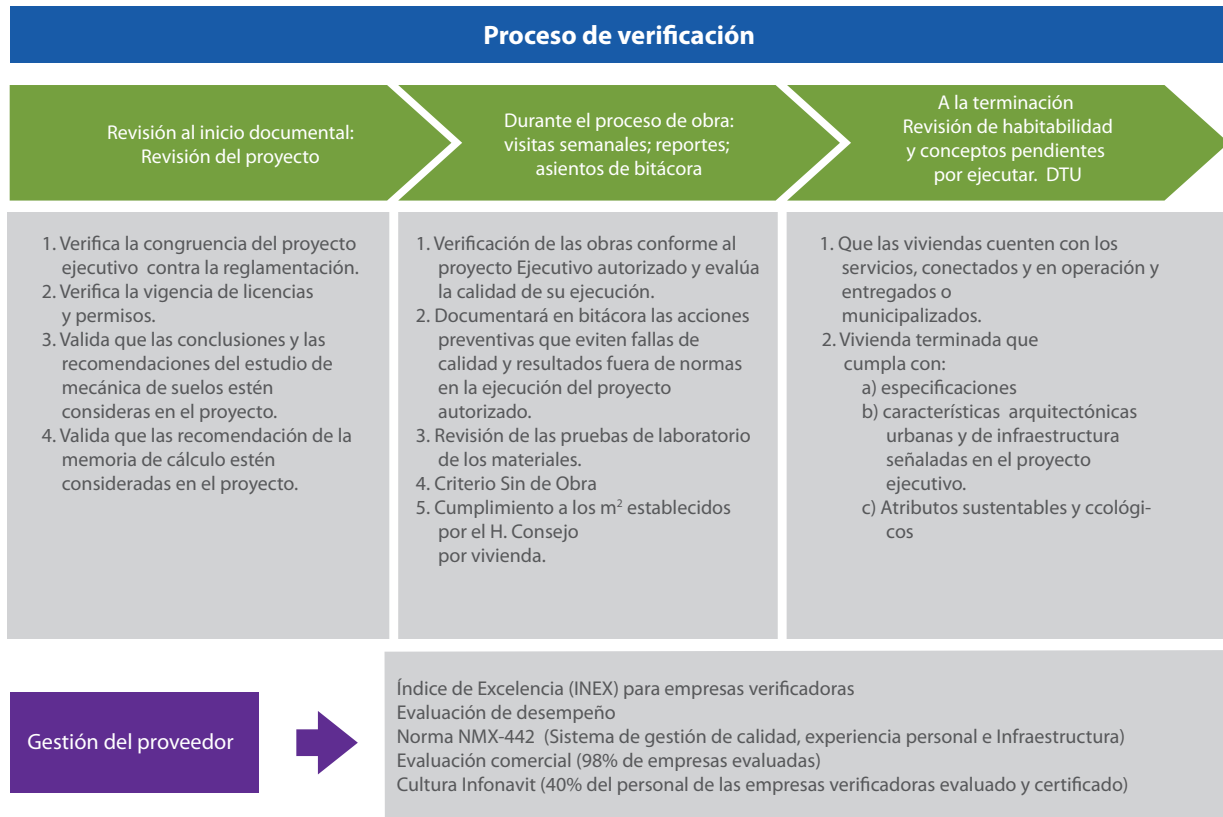 Proceso de verificación
Revisión al inicio documental:
Revisión del proyecto
Durante el proceso de obra:
visitas semanales; reportes;
asientos de bitácora
A la terminación
Revisión de habitabilidad
y conceptos pendientes
por ejecutar. DTU
1. Verifica la congruencia del proyecto
ejecutivo contra la reglamentación.
2. Verifica la vigencia de licencias
y permisos.
3. Valida que las conclusiones y las
recomendaciones del estudio de
mecánica de suelos estén
consideras en el proyecto.
4. Valida que las recomendación de la
memoria de cálculo estén
consideradas en el proyecto.
1. Verificación de las obras conforme al
proyecto Ejecutivo autorizado y evalúa
la calidad de su ejecución.
2. Documentará en bitácora las acciones
preventivas que eviten fallas de
calidad y resultados fuera de normas
en la ejecución del proyecto
autorizado.
3. Revisión de las pruebas de laboratorio
de los materiales.
4. Criterio Sin de Obra
5. Cumplimiento a los m² establecidos
por el H. Consejo
por vivienda.
1. Que las viviendas cuenten con los
servicios, conectados y en operación y
entregados o
municipalizados.
2. Vivienda terminada que
cumpla con:
a) especificaciones
b) característícas arquitectónicas
urbanas y de infraestructura
señaladas en el proyecto
ejecutivo.
c) Atributos sustentables y ccológi-
cos
Gestión del proveedor
Índice de Excelencia (INEX) para empresas verificadoras
Evaluación de desempeño
Norma NMX-442 (Sistema de gestión de calidad, experiencia personal e Infraestructura)
Evaluación comercial (98% de empresas evaluadas)
Cultura Infonavit (40% del personal de las empresas verificadoras evaluado y certificado)